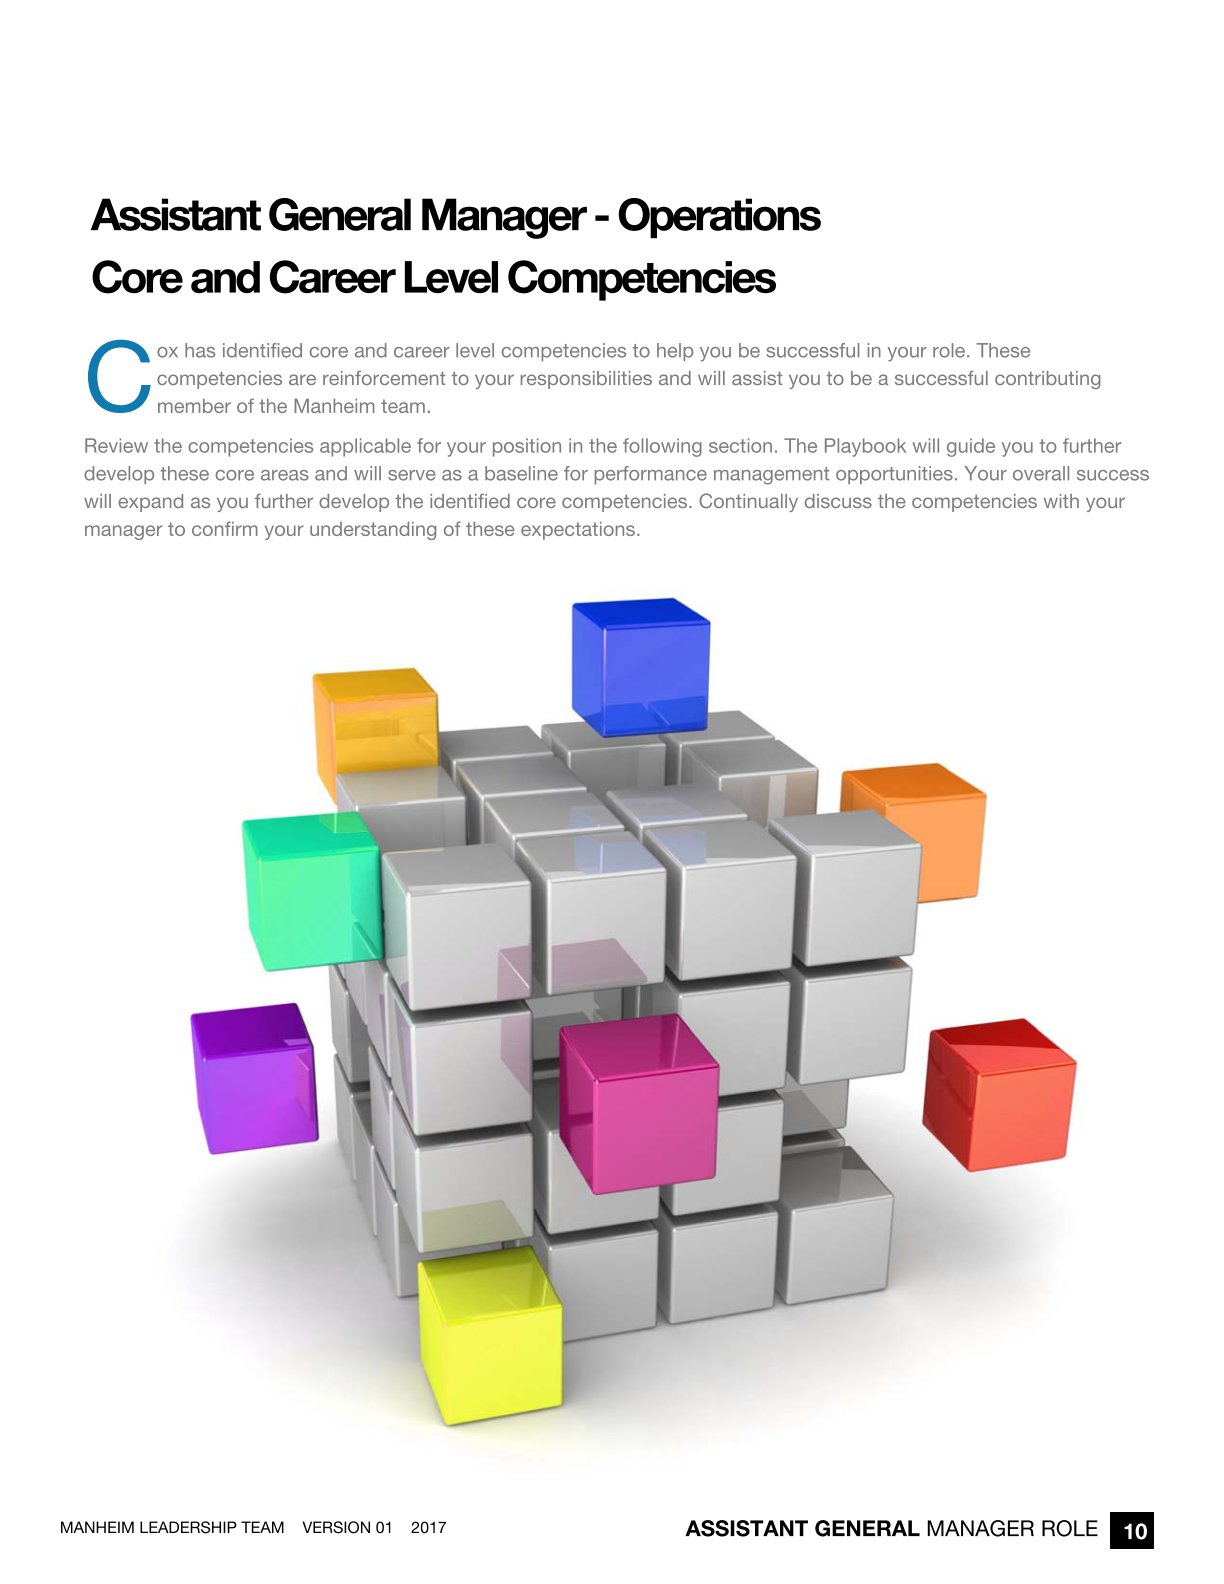 Assistant General Manager - Operations
Core and Career Level Competencies
Cox has identified core and career level competencies to help you be successful in your role. These
competencies are reinforcement to your responsibilities and will assist you to be a successful contributing
member of the Manheim team.
Review the competencies applicable for your position in the following section. The Playbook will guide you to further
develop these core areas and will serve as a baseline for performance management opportunities. Your overall success
will expand as you further develop the identified core competencies. Continually discuss the competencies with your
manager to confirm your understanding of these expectations.
MANHEIM LEADERSHIP TEAM VERSION 01 2017
ASSISTANT GENERAL MANAGER ROLE 10